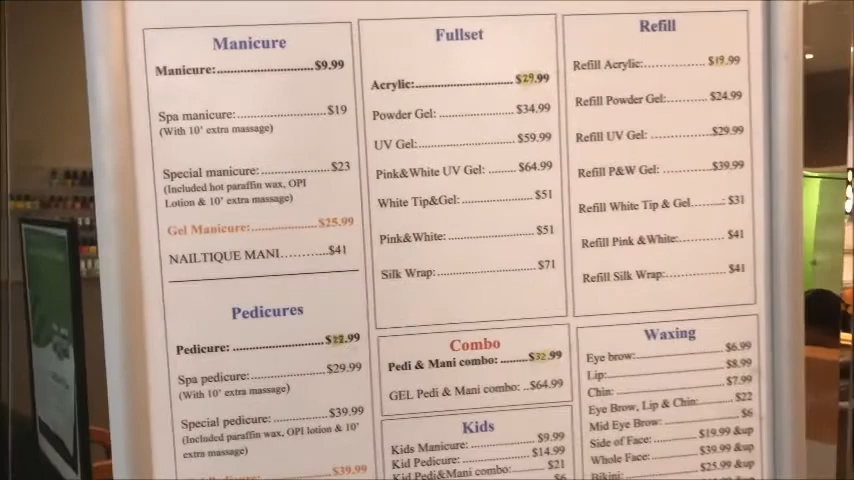 Manicure
Manicure: $9.99
Spa manicure: $19
(With 10' extra massage)
Special manicure: $23
(Included hot paraffin wax, OPI
Lotion & 10' extra massage)
Gel Manicure: $25.99
NAILTIQUE MANI $41
Pedicures
Pedicure: $22.99
Spa pedicure: $29.99
(With 10' extra massage)
Special pedicure: $39.99
(Included paraffin wax, OPI lotion & 10'
extra massage)
$39.99
Fullset
Acrylic: $29.99
Powder Gel: $34.99
UV Gel: $59.99
Pink&White UV Gel: $64.99
White Tip&Gel: $51
Pink&White: $51
Silk Wrap: $71
Combo
Pedi & Mani combo: $32.99
GEL Pedi & Mani combo: $64.99
Kids
Kids Manicure: $9.99
Kid Pedicure: $14.99
Kid Pedi&Mani combo: $21
Refill
Refill Acrylic: $19.99
Refill Powder Gel: $24.99
Refill UV Gel: $29.99
Refill P&W Gel: $39.99
Refill White Tip & Gel: $31
Refill Pink &White: $41
Refill Silk Wrap: $41
Waxing
Eye brow: $6.99
Lip: $8.99
Chin: $7.99
Eye Brow, Lip & Chin: $22
Mid Eye Brow: $6
Side of Face: $19.99 &up
Whole Face: $39.99 &up
Bikini: $25.99 &up